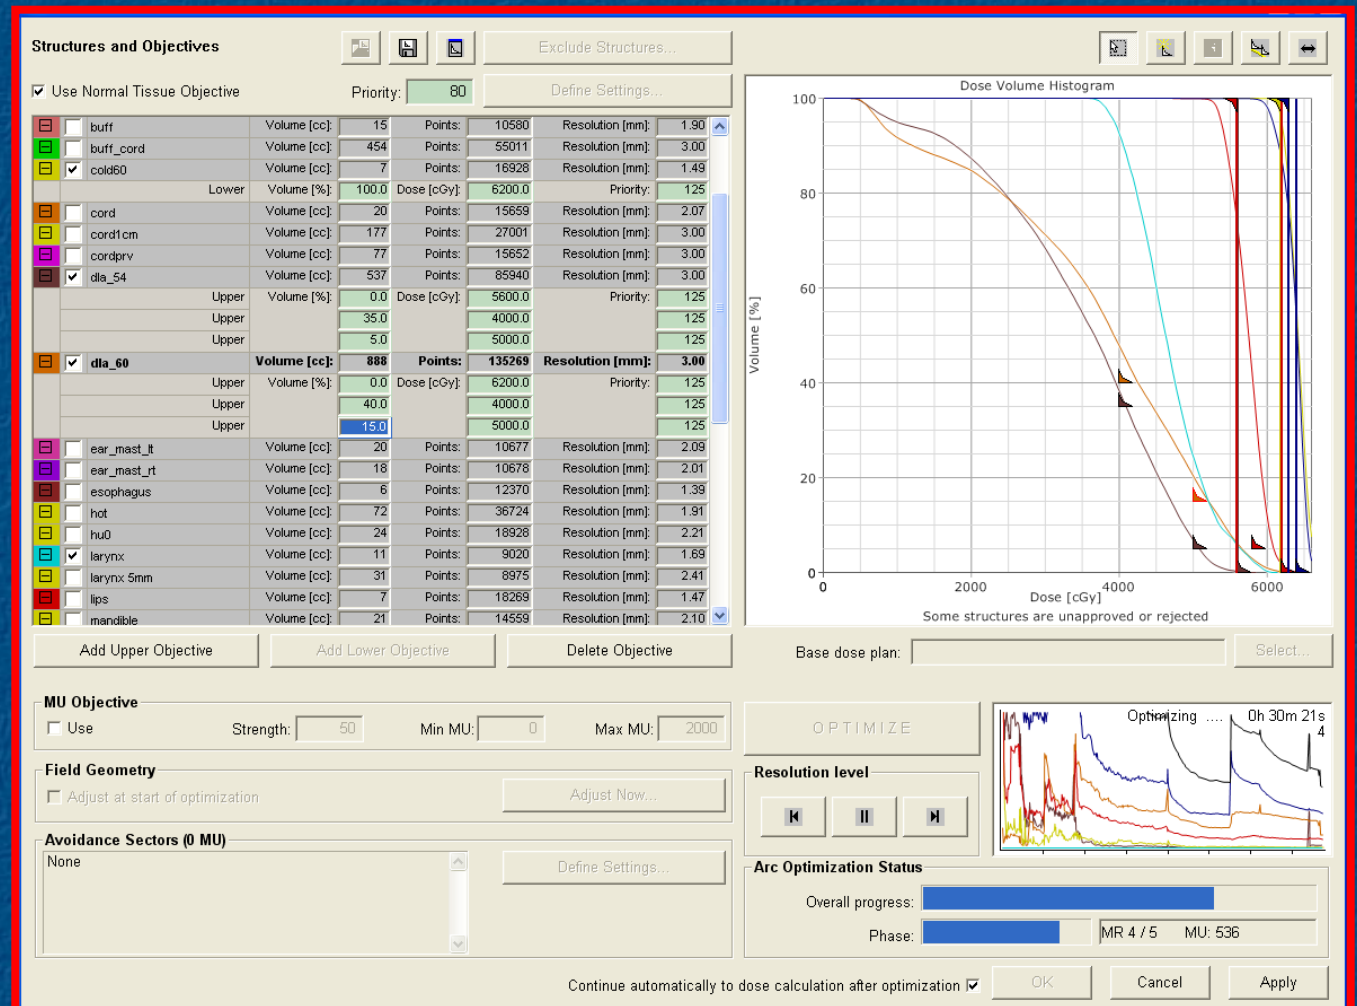 Structures and Objectives
Exclude Structures...
Use Normal Tissue Objective Priority: 80 Define Settings...
buff Volume [cc]: 15 Points: 10580 Resolution [mm]: 1.90
buff_cord Volume [cc]: 454 Points: 55011 Resolution [mm]: 3.00
cold60 Volume [cc]: 7 Points: 16928 Resolution [mm]: 1.49
Lower Volume [%]: 100.0 Dose [cGy]: 6200.0 Priority: 125
cord Volume [cc]: 20 Points: 15659 Resolution [mm]: 2.07
cord1cm Volume [cc]: 177 Points: 27001 Resolution [mm]: 3.00
cordprv Volume [cc]: 77 Points: 15652 Resolution [mm]: 3.00
dla_54 Volume [cc]: 537 Points: 85940 Resolution [mm]: 3.00
Upper Volume [%]: 0.0 Dose [cGy]: 5600.0 Priority: 125
Upper 35.0 4000.0 125
Upper 5.0 5000.0 125
dla_60 Volume [cc]: 888 Points: 135269 Resolution [mm]: 3.00
Upper Volume [%]: 0.0 Dose [cGy]: 6200.0 Priority: 125
Upper 40.0 4000.0 125
Upper 15.0 5000.0 125
ear_mast_lt Volume [cc]: 20 Points: 10677 Resolution [mm]: 2.09
ear_mast_rt Volume [cc]: 18 Points: 10678 Resolution [mm]: 2.01
esophagus Volume [cc]: 6 Points: 12370 Resolution [mm]: 1.39
hot Volume [cc]: 72 Points: 36724 Resolution [mm]: 1.91
hu0 Volume [cc]: 24 Points: 18928 Resolution [mm]: 2.21
larynx Volume [cc]: 11 Points: 9020 Resolution [mm]: 1.69
larynx 5mm Volume [cc]: 31 Points: 8975 Resolution [mm]: 2.41
lips Volume [cc]: 7 Points: 18269 Resolution [mm]: 1.47
mandible Volume [cc]: 21 Points: 14559 Resolution [mm]: 2.10
Add Upper Objective Add Lower Objective Delete Objective
Dose Volume Histogram
100
80
60
40
20
0
Volume [%]
0 2000 4000 6000
Dose [cGy]
Some structures are unapproved or rejected
Base dose plan: Select...
MU Objective
Use Strength: 50 Min MU: 0 Max MU: 2000
Field Geometry
Adjust at start of optimization Adjust Now...
Avoidance Sectors (0 MU)
None
Define Settings...
OPTIMIZE
Optimizing .... 0h 30m 21s
4
Resolution level
Arc Optimization Status
Overall progress:
Phase: MR 4 / 5 MU: 536
Continue automatically to dose calculation after optimization OK Cancel Apply